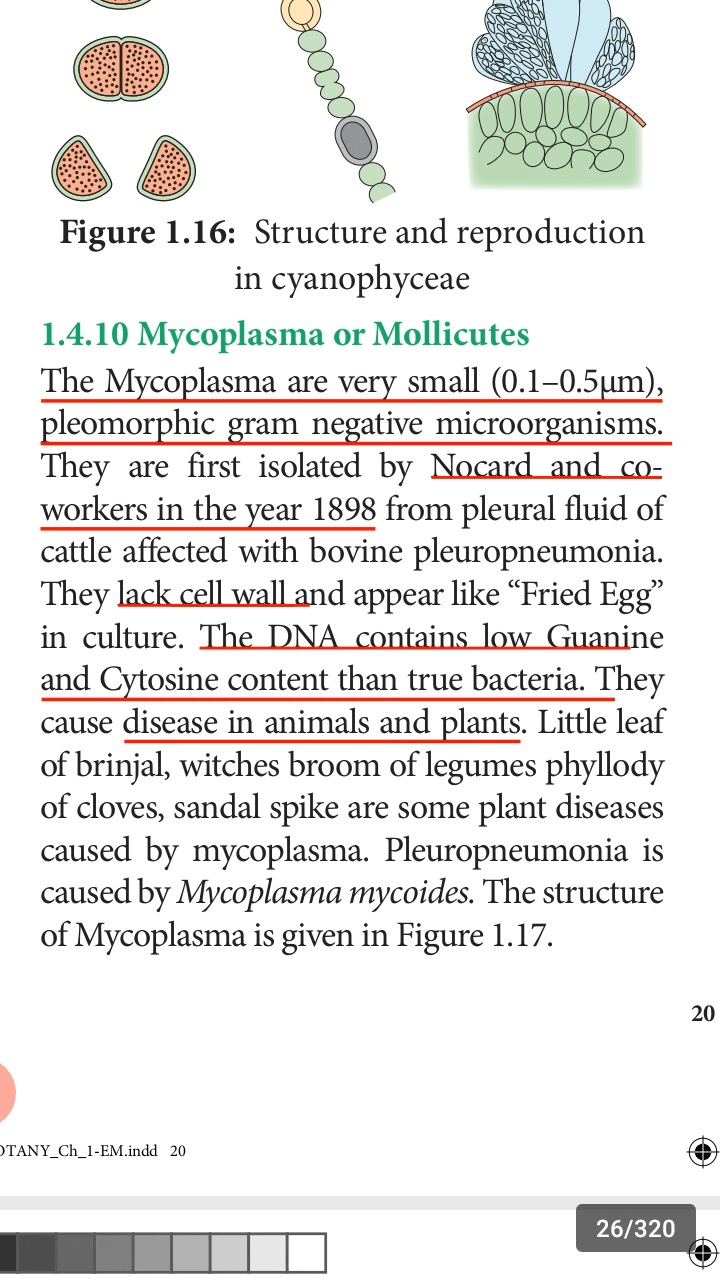 Figure 1.16: Structure and reproduction
in cyanophyceae
1.4.10 Mycoplasma or Mollicutes
The Mycoplasma are very small (0.1–0.5μm),
pleomorphic gram negative microorganisms.
They are first isolated by Nocard and co-
workers in the year 1898 from pleural fluid of
cattle affected with bovine pleuropneumonia.
They lack cell wall and appear like “Fried Egg”
in culture. The DNA contains low Guanine
and Cytosine content than true bacteria. They
cause disease in animals and plants. Little leaf
of brinjal, witches broom of legumes phyllody
of cloves, sandal spike are some plant diseases
caused by mycoplasma. Pleuropneumonia is
caused by Mycoplasma mycoides. The structure
of Mycoplasma is given in Figure 1.17.
20
OTANY_Ch_1-EM.indd 20
26/320